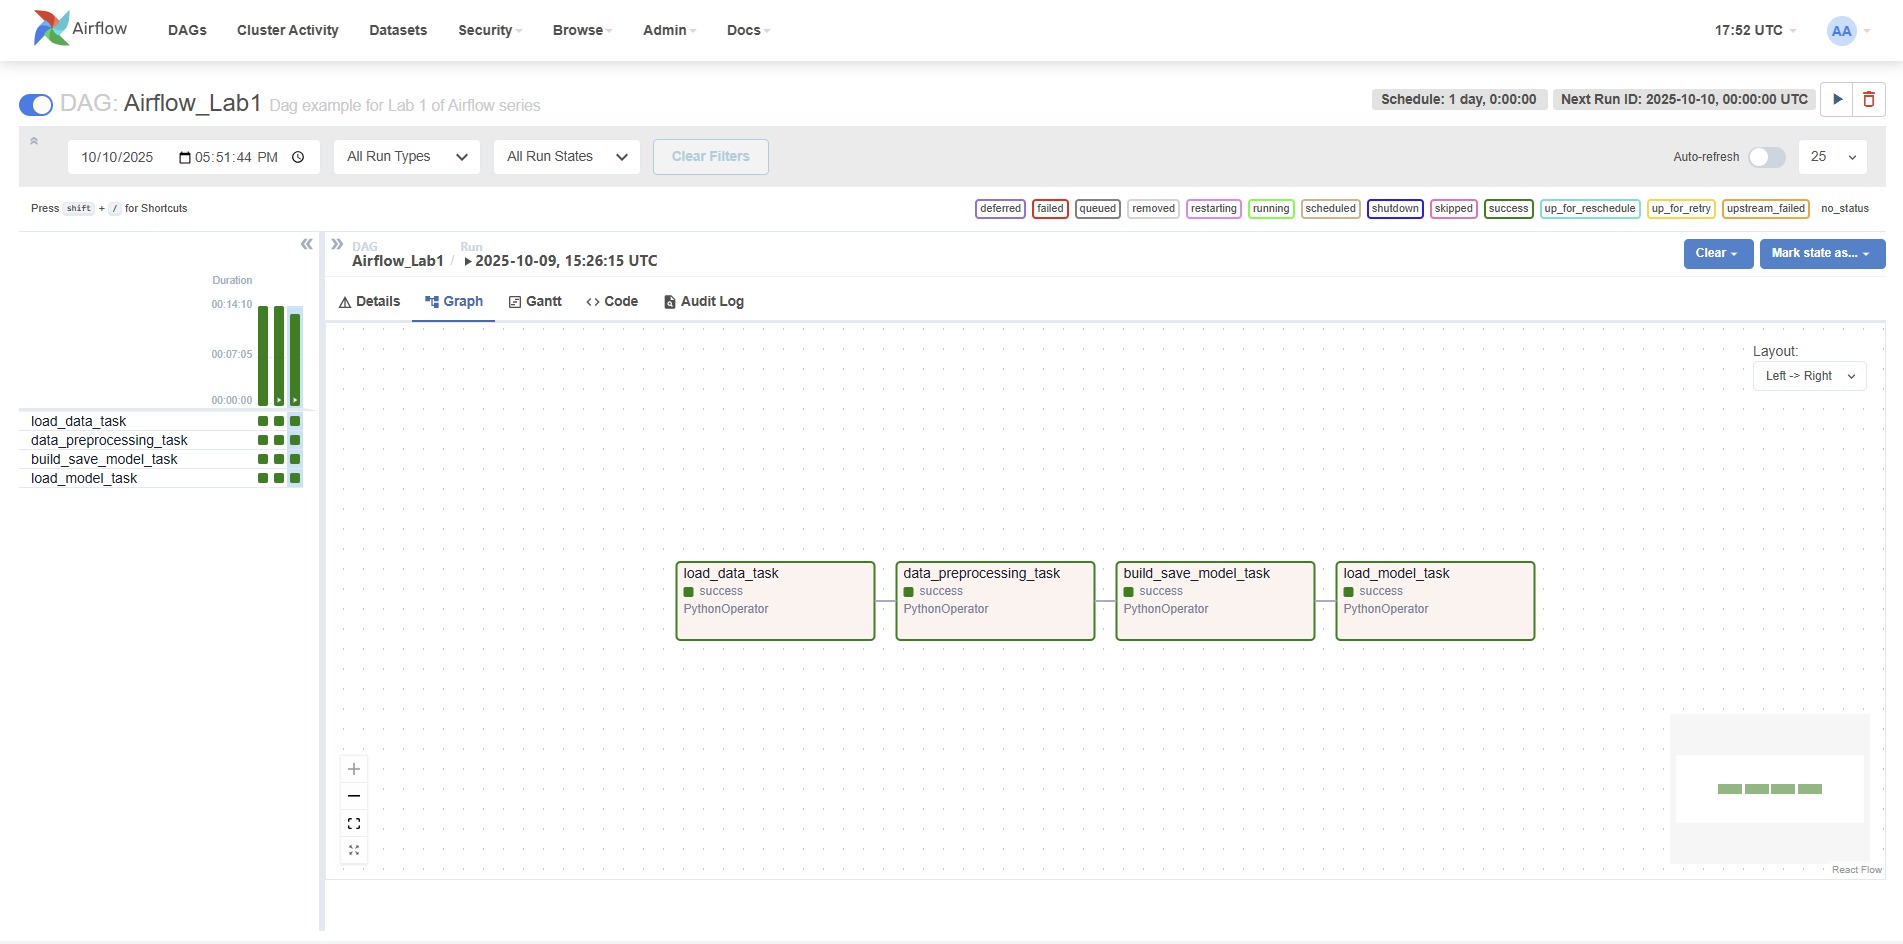 Airflow DAGs Cluster Activity Datasets Security Browse Admin Docs 17:52 UTC AA
DAG: Airflow_Lab1 Dag example for Lab 1 of Airflow series Schedule: 1 day, 0:00:00 Next Run ID: 2025-10-10, 00:00:00 UTC
10/10/2025 05:51:44 PM All Run Types All Run States Clear Filters Auto-refresh 25
Press shift + / for Shortcuts deferred failed queued removed restarting running scheduled shutdown skipped success up_for_reschedule up_for_retry upstream_failed no_status
DAG Run
Airflow_Lab1 / 2025-10-09, 15:26:15 UTC Clear Mark state as...
Details Graph Gantt Code Audit Log
Duration
00:14:10
00:07:05
00:00:00
load_data_task
data_preprocessing_task
build_save_model_task
load_model_task
Layout:
Left -> Right
load_data_task
success
PythonOperator
data_preprocessing_task
success
PythonOperator
build_save_model_task
success
PythonOperator
load_model_task
success
PythonOperator
React Flow